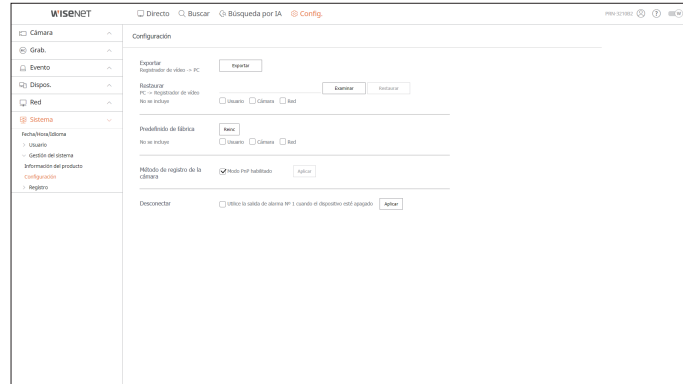 WISENET
Directo
Buscar
Búsqueda por IA
Config.
PRN-3210B2
Cámara
Grab.
Evento
Dispos.
Red
Sistema
Fecha/Hora/Idioma
Usuario
Gestión del sistema
Información del producto
Configuración
Registro
Configuración
Exportar
Registrador de vídeo -> PC
Exportar
Restaurar
PC -> Registrador de vídeo
Examinar
Restaurar
No se incluye
Usuario
Cámara
Red
Predefinido de fábrica
Reinc
No se incluye
Usuario
Cámara
Red
Método de registro de la
cámara
Modo PnP habilitado
Aplicar
Desconectar
Utilice la salida de alarma Nº 1 cuando el dispositivo esté apagado
Aplicar